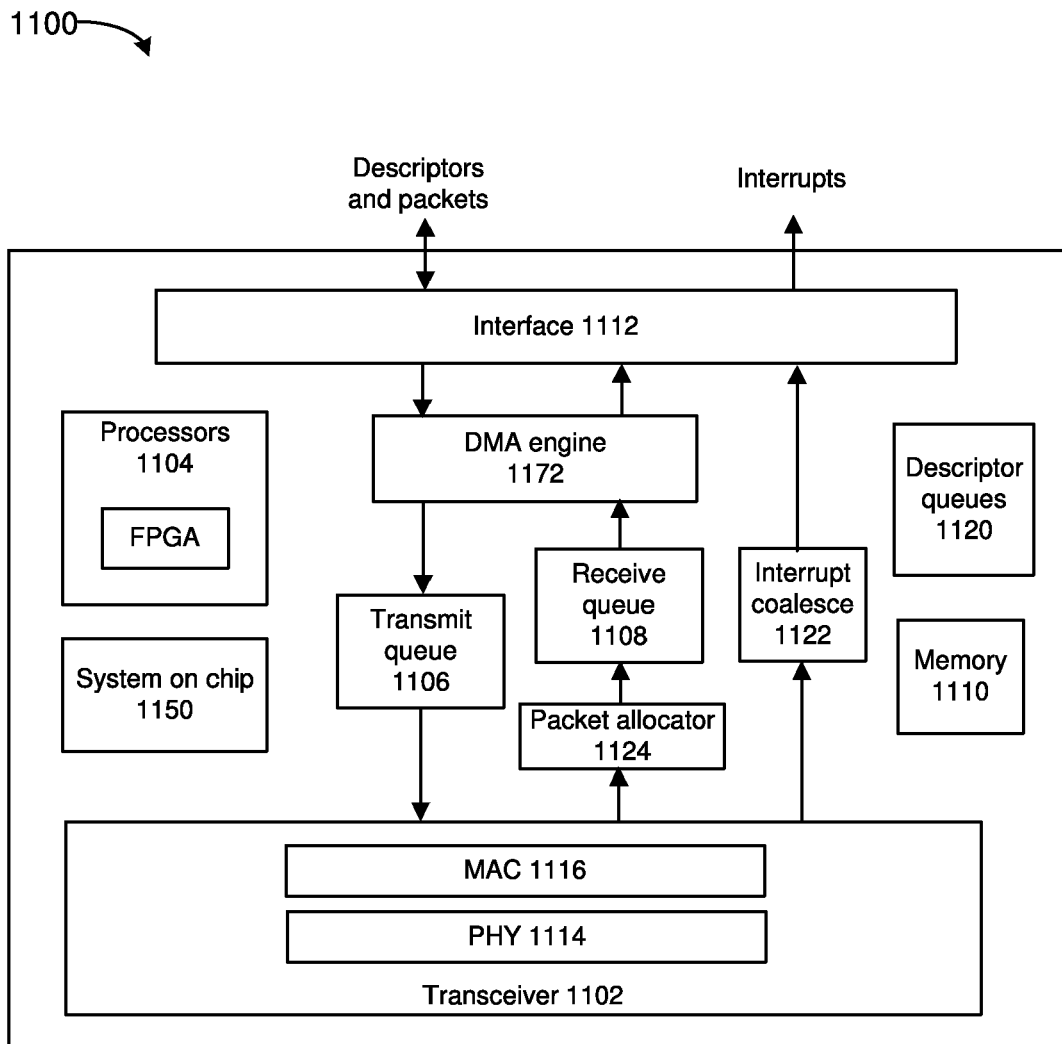 1100
Descriptors
and packets
Interrupts
Interface 1112
Processors
1104
FPGA
DMA engine
1172
Descriptor
queues
1120
Transmit
queue
1106
Receive
queue
1108
Interrupt
coalesce
1122
System on chip
1150
Memory
1110
Packet allocator
1124
MAC 1116
PHY 1114
Transceiver 1102